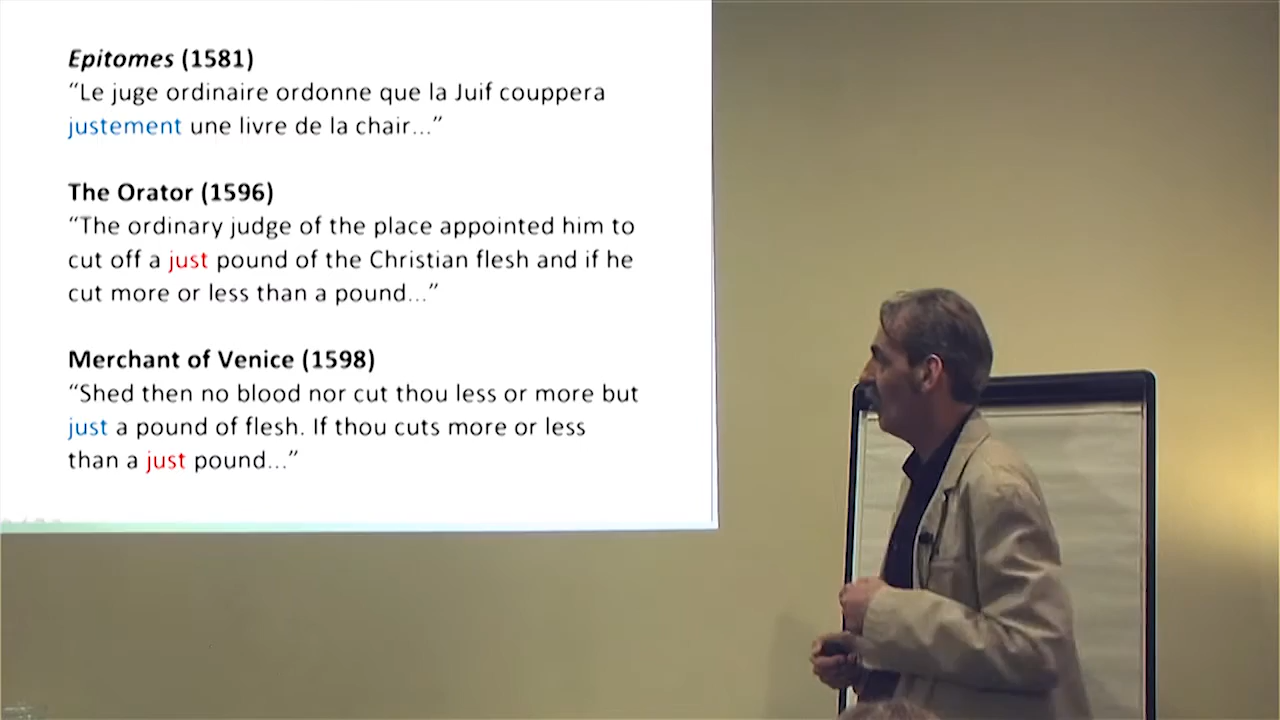 Epitomes (1581)
“Le juge ordinaire ordonne que la Juif couppera
justement une livre de la chair...”
The Orator (1596)
“The ordinary judge of the place appointed him to
cut off a just pound of the Christian flesh and if he
cut more or less than a pound...”
Merchant of Venice (1598)
“Shed then no blood nor cut thou less or more but
just a pound of flesh. If thou cuts more or less
than a just pound...”